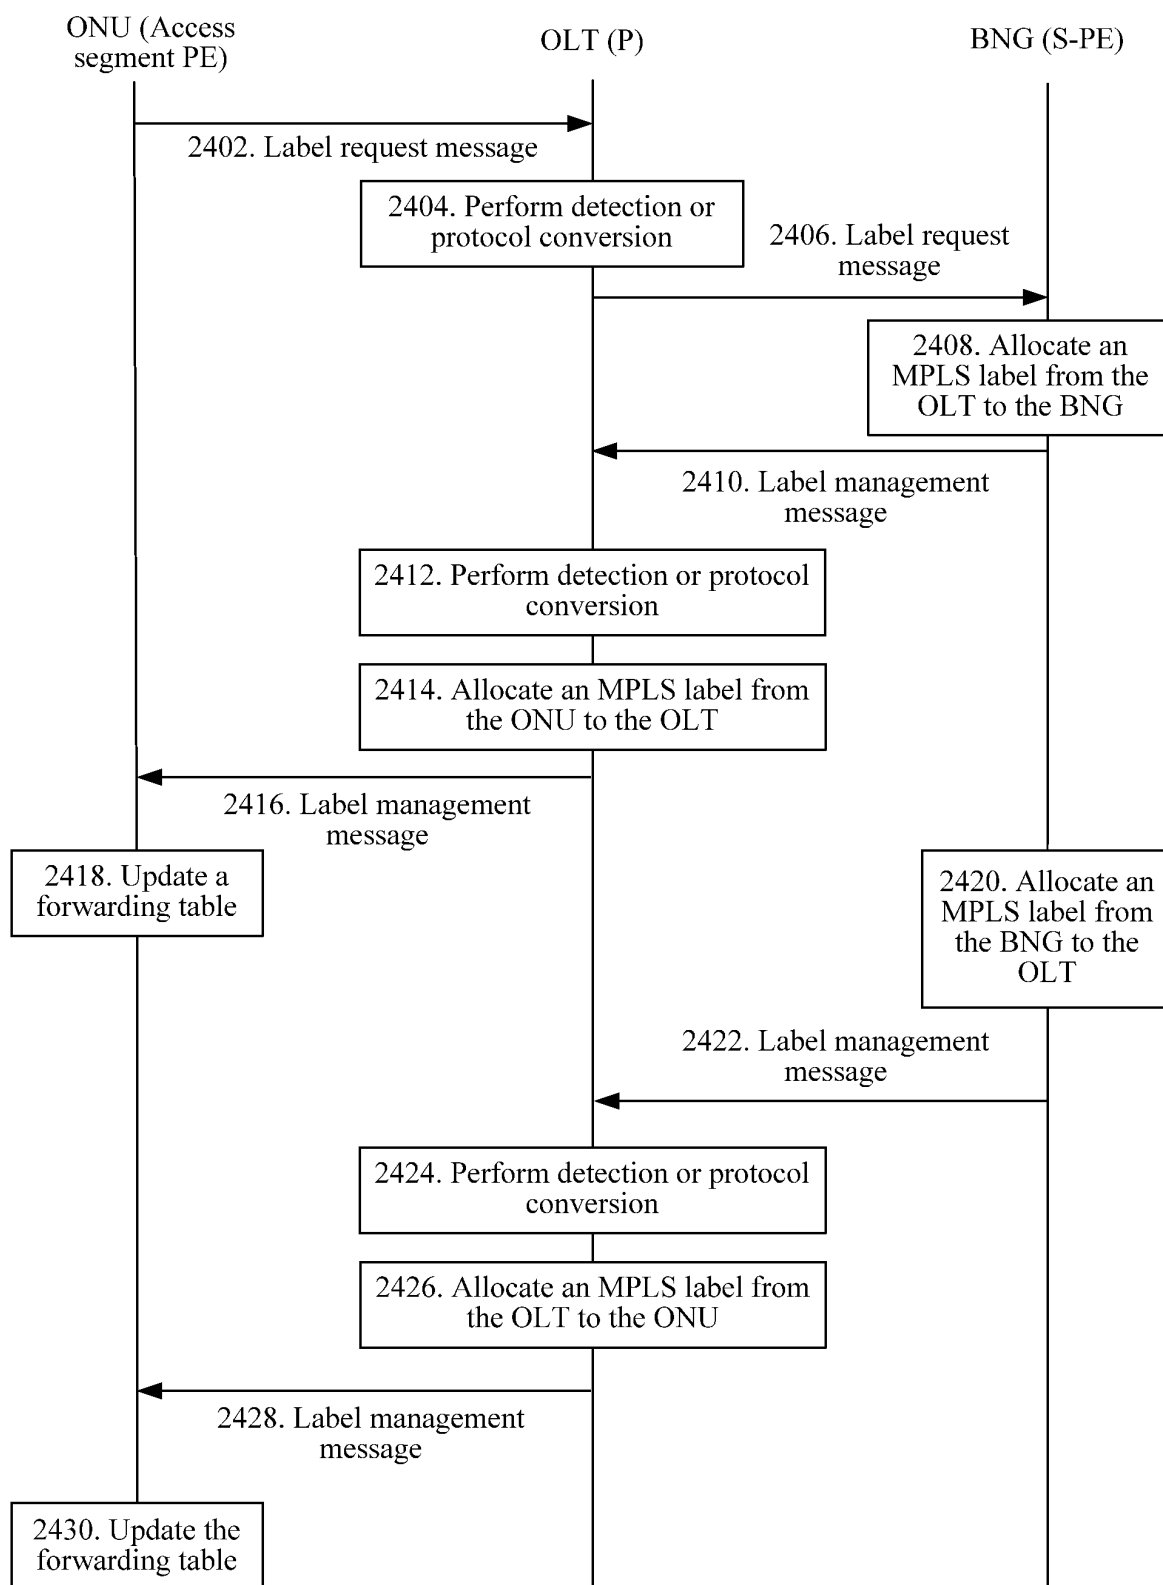 ONU (Access
segment PE)
OLT (P)
BNG (S-PE)
2402. Label request message
2404. Perform detection or
protocol conversion
2406. Label request
message
2408. Allocate an
MPLS label from the
OLT to the BNG
2410. Label management
message
2412. Perform detection or protocol
conversion
2414. Allocate an MPLS label from
the ONU to the OLT
2416. Label management
message
2418. Update a
forwarding table
2420. Allocate an
MPLS label from
the BNG to the
OLT
2422. Label management
message
2424. Perform detection or protocol
conversion
2426. Allocate an MPLS label from
the OLT to the ONU
2428. Label management
message
2430. Update the
forwarding table